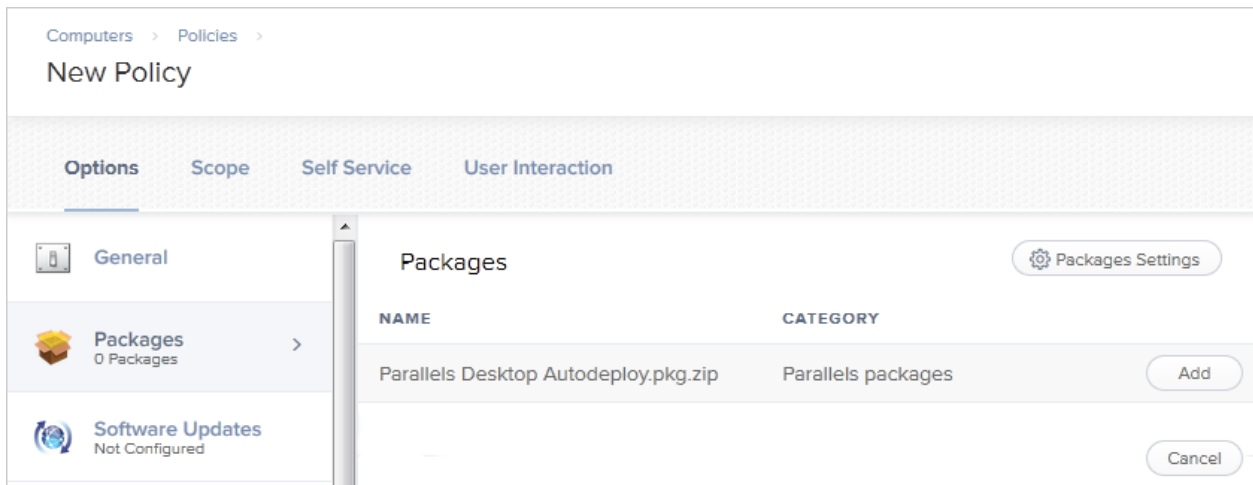 Computers > Policies >
New Policy
Options Scope Self Service User Interaction
General
Packages
0 Packages
Software Updates
Not Configured
Packages Packages Settings
NAME CATEGORY
Parallels Desktop Autodeploy.pkg.zip Parallels packages Add
Cancel